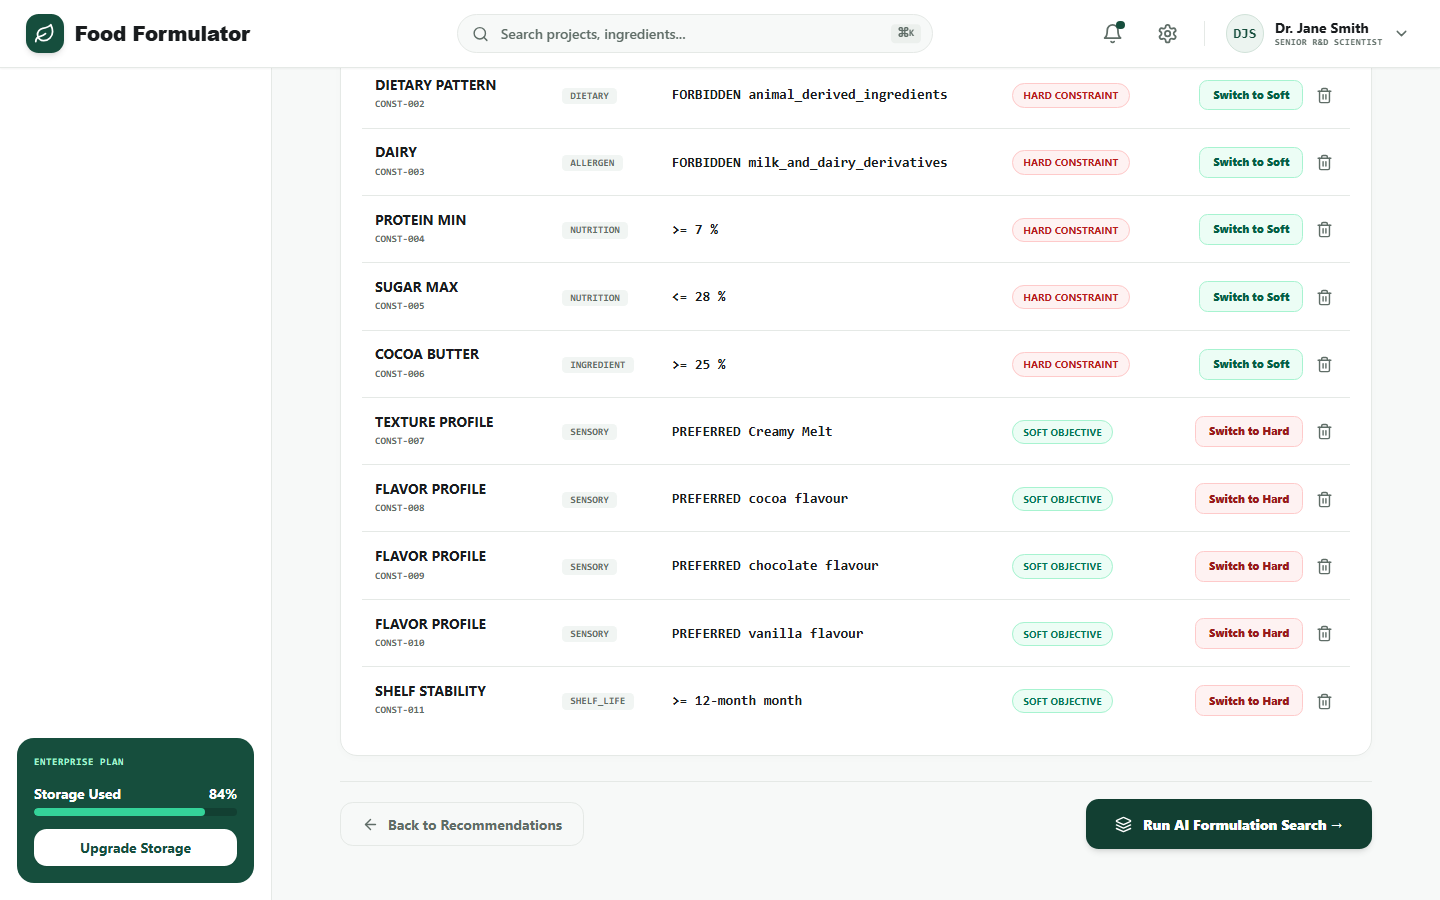 Food Formulator
Search projects, ingredients...
⌘K
DJS
Dr. Jane Smith
SENIOR R&D SCIENTIST
DIETARY PATTERN
CONST-002
DIETARY
FORBIDDEN animal_derived_ingredients
HARD CONSTRAINT
Switch to Soft
DAIRY
CONST-003
ALLERGEN
FORBIDDEN milk_and_dairy_derivatives
HARD CONSTRAINT
Switch to Soft
PROTEIN MIN
CONST-004
NUTRITION
>= 7 %
HARD CONSTRAINT
Switch to Soft
SUGAR MAX
CONST-005
NUTRITION
<= 28 %
HARD CONSTRAINT
Switch to Soft
COCOA BUTTER
CONST-006
INGREDIENT
>= 25 %
HARD CONSTRAINT
Switch to Soft
TEXTURE PROFILE
CONST-007
SENSORY
PREFERRED Creamy Melt
SOFT OBJECTIVE
Switch to Hard
FLAVOR PROFILE
CONST-008
SENSORY
PREFERRED cocoa flavour
SOFT OBJECTIVE
Switch to Hard
FLAVOR PROFILE
CONST-009
SENSORY
PREFERRED chocolate flavour
SOFT OBJECTIVE
Switch to Hard
FLAVOR PROFILE
CONST-010
SENSORY
PREFERRED vanilla flavour
SOFT OBJECTIVE
Switch to Hard
SHELF STABILITY
CONST-011
SHELF_LIFE
>= 12-month month
SOFT OBJECTIVE
Switch to Hard
ENTERPRISE PLAN
Storage Used 84%
Upgrade Storage
← Back to Recommendations
Run AI Formulation Search →